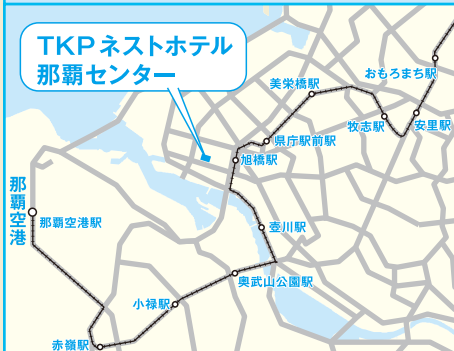 TKPネストホテル
那覇センター
おもろまち駅
美栄橋駅
牧志駅
安里駅
県庁駅前駅
旭橋駅
那覇空港
那覇空港駅
壺川駅
奥武山公園駅
小禄駅
赤嶺駅